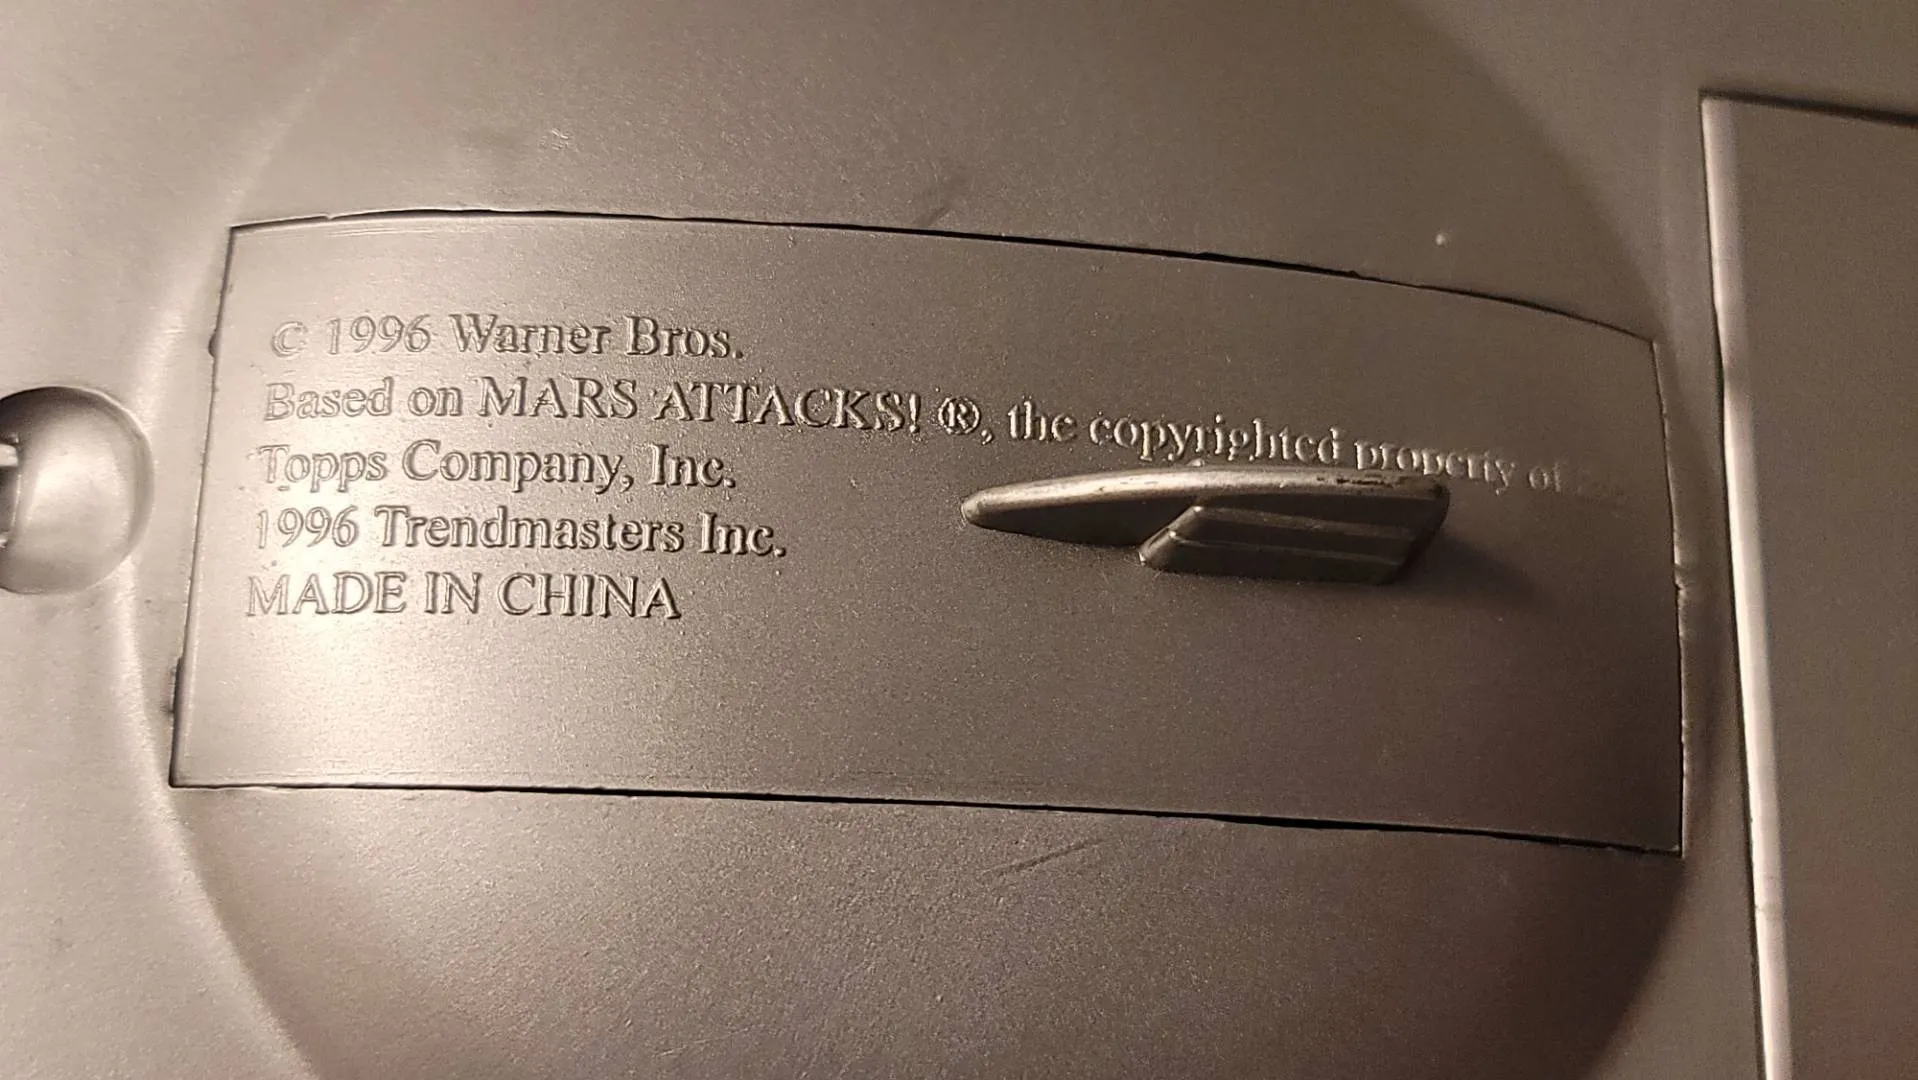 © 1996 Warner Bros.
Based on MARS ATTACKS! ®, the copyrighted property of
Topps Company, Inc.
1996 Trendmasters Inc.
MADE IN CHINA